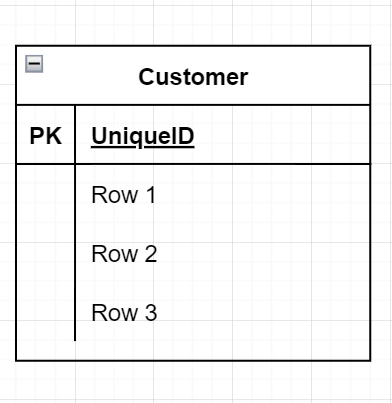 Customer
PK UniqueID
Row 1
Row 2
Row 3